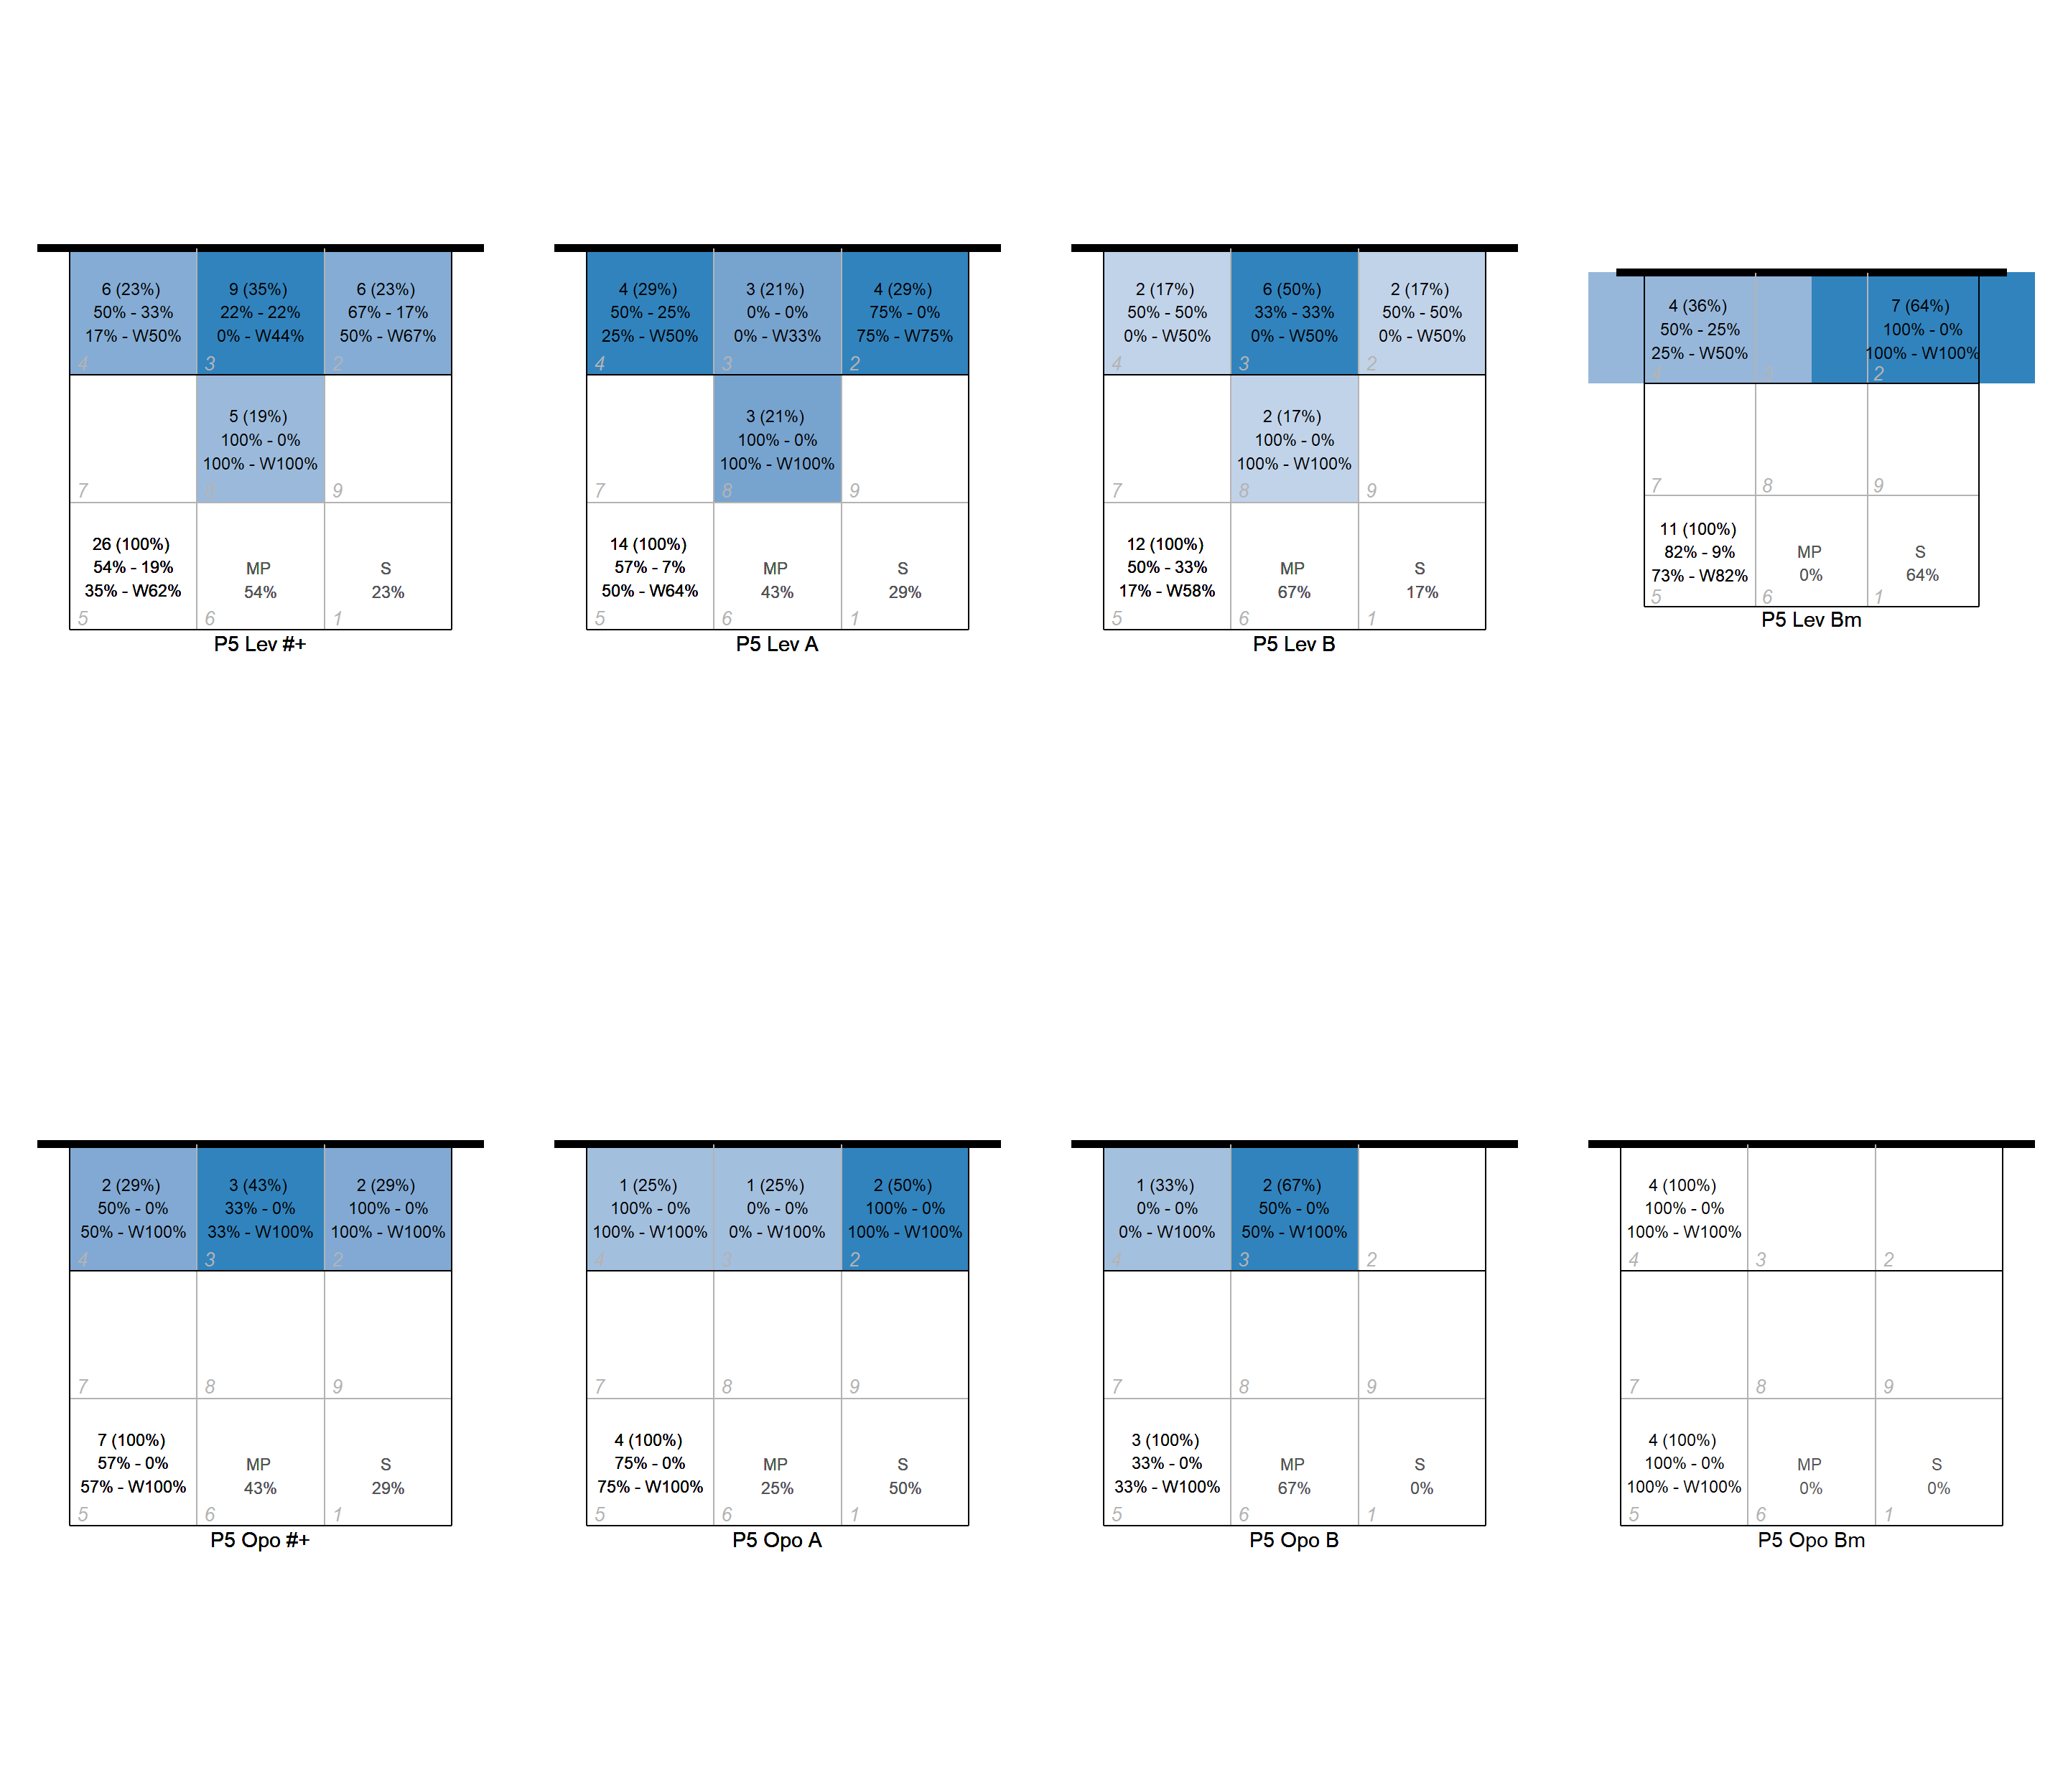 6 (23%)
50% - 33%
17% - W50%
4
9 (35%)
22% - 22%
0% - W44%
3
6 (23%)
67% - 17%
50% - W67%
2
7
5 (19%)
100% - 0%
100% - W100%
8
9
26 (100%)
54% - 19%
35% - W62%
5
MP
54%
6
S
23%
1
P5 Lev #+
4 (29%)
50% - 25%
25% - W50%
4
3 (21%)
0% - 0%
0% - W33%
3
4 (29%)
75% - 0%
75% - W75%
2
7
3 (21%)
100% - 0%
100% - W100%
8
9
14 (100%)
57% - 7%
50% - W64%
5
MP
43%
6
S
29%
1
P5 Lev A
2 (17%)
50% - 50%
0% - W50%
4
6 (50%)
33% - 33%
0% - W50%
3
2 (17%)
50% - 50%
0% - W50%
2
7
2 (17%)
100% - 0%
100% - W100%
8
9
12 (100%)
50% - 33%
17% - W58%
5
MP
67%
6
S
17%
1
P5 Lev B
4 (36%)
50% - 25%
25% - W50%
4
3
7 (64%)
100% - 0%
100% - W100%
2
7
8
9
11 (100%)
82% - 9%
73% - W82%
5
MP
0%
6
S
64%
1
P5 Lev Bm
2 (29%)
50% - 0%
50% - W100%
4
3 (43%)
33% - 0%
33% - W100%
3
2 (29%)
100% - 0%
100% - W100%
2
7
8
9
7 (100%)
57% - 0%
57% - W100%
5
MP
43%
6
S
29%
1
P5 Opo #+
1 (25%)
100% - 0%
100% - W100%
4
1 (25%)
0% - 0%
0% - W100%
3
2 (50%)
100% - 0%
100% - W100%
2
7
8
9
4 (100%)
75% - 0%
75% - W100%
5
MP
25%
6
S
50%
1
P5 Opo A
1 (33%)
0% - 0%
0% - W100%
4
2 (67%)
50% - 0%
50% - W100%
3
2
7
8
9
3 (100%)
33% - 0%
33% - W100%
5
MP
67%
6
S
0%
1
P5 Opo B
4 (100%)
100% - 0%
100% - W100%
4
3
2
7
8
9
4 (100%)
100% - 0%
100% - W100%
5
MP
0%
6
S
0%
1
P5 Opo Bm